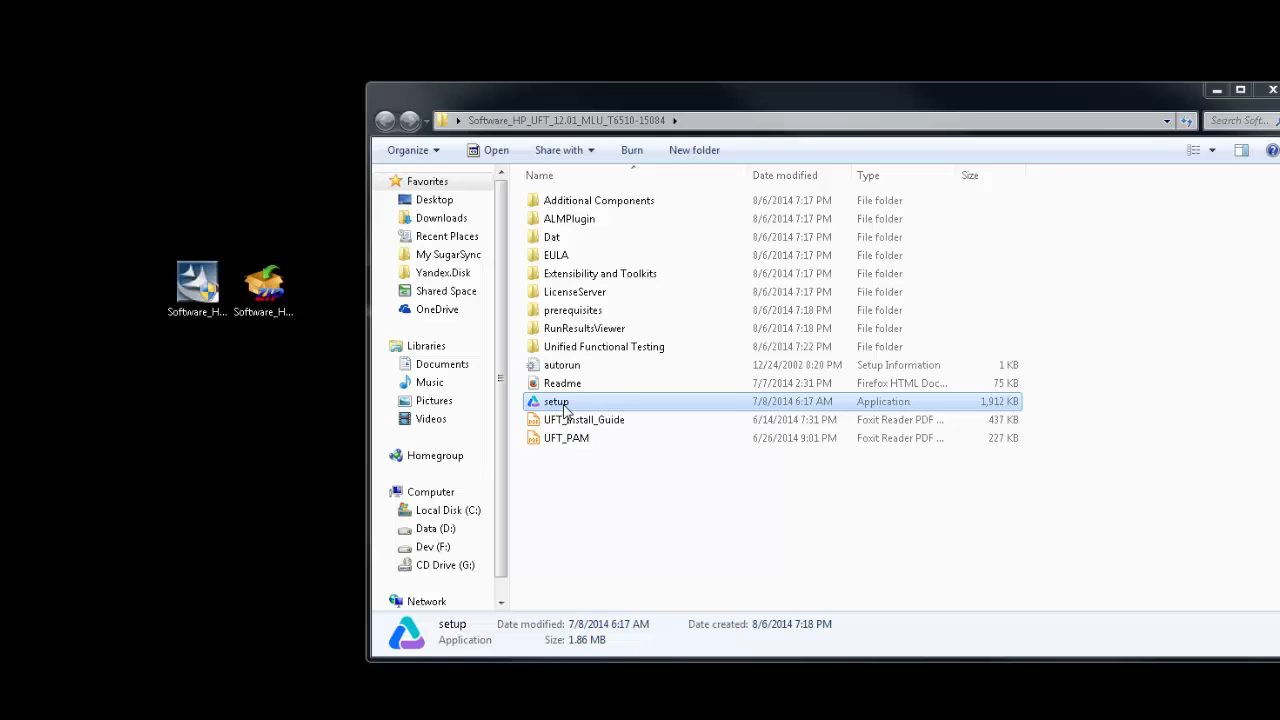 Software_HP_UFT_12.01_MLU_T6510-15084
Search Soft...
Organize Open Share with Burn New folder
Name Date modified Type Size
Favorites
Desktop
Downloads
Recent Places
My SugarSync
Yandex.Disk
Shared Space
OneDrive
Libraries
Documents
Music
Pictures
Videos
Homegroup
Computer
Local Disk (C:)
Data (D:)
Dev (F:)
CD Drive (G:)
Network
Additional Components 8/6/2014 7:17 PM File folder
ALMPlugin 8/6/2014 7:17 PM File folder
Dat 8/6/2014 7:17 PM File folder
EULA 8/6/2014 7:17 PM File folder
Extensibility and Toolkits 8/6/2014 7:17 PM File folder
LicenseServer 8/6/2014 7:17 PM File folder
prerequisites 8/6/2014 7:18 PM File folder
RunResultsViewer 8/6/2014 7:18 PM File folder
Unified Functional Testing 8/6/2014 7:22 PM File folder
autorun 12/24/2002 8:20 PM Setup Information 1 KB
Readme 7/7/2014 2:31 PM Firefox HTML Doc... 75 KB
setup 7/8/2014 6:17 AM Application 1,912 KB
UFT_Install_Guide 6/14/2014 7:31 PM Foxit Reader PDF ... 437 KB
UFT_PAM 6/26/2014 9:01 PM Foxit Reader PDF ... 227 KB
Software_H... Software_H...
setup Date modified: 7/8/2014 6:17 AM Date created: 8/6/2014 7:18 PM
Application Size: 1.86 MB